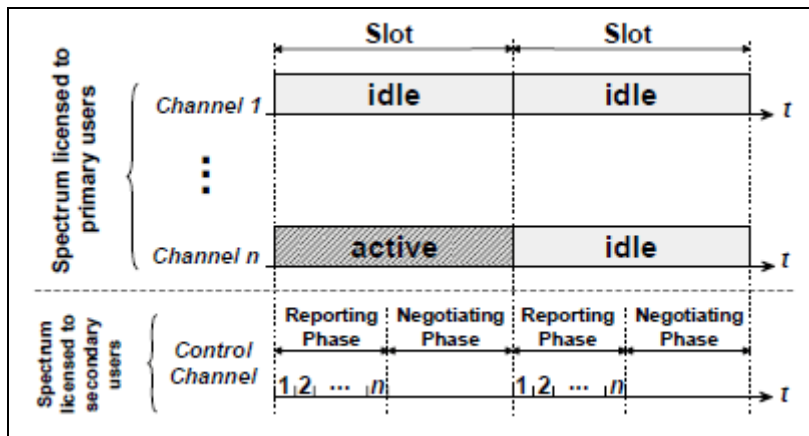 Slot Slot
Spectrum licensed to
primary users
Channel 1 idle idle t
⋮
Channel n active idle t
Spectrum
licensed to
secondary
users
Reporting Phase Negotiating Phase Reporting Phase Negotiating Phase
Control
Channel
1 2 ... n 1 2 ... n t